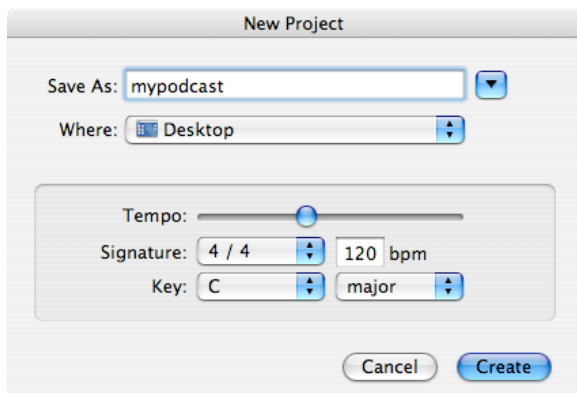 New Project
Save As: mypodcast
Where: Desktop
Tempo:
Signature: 4 / 4 120 bpm
Key: C major
Cancel Create